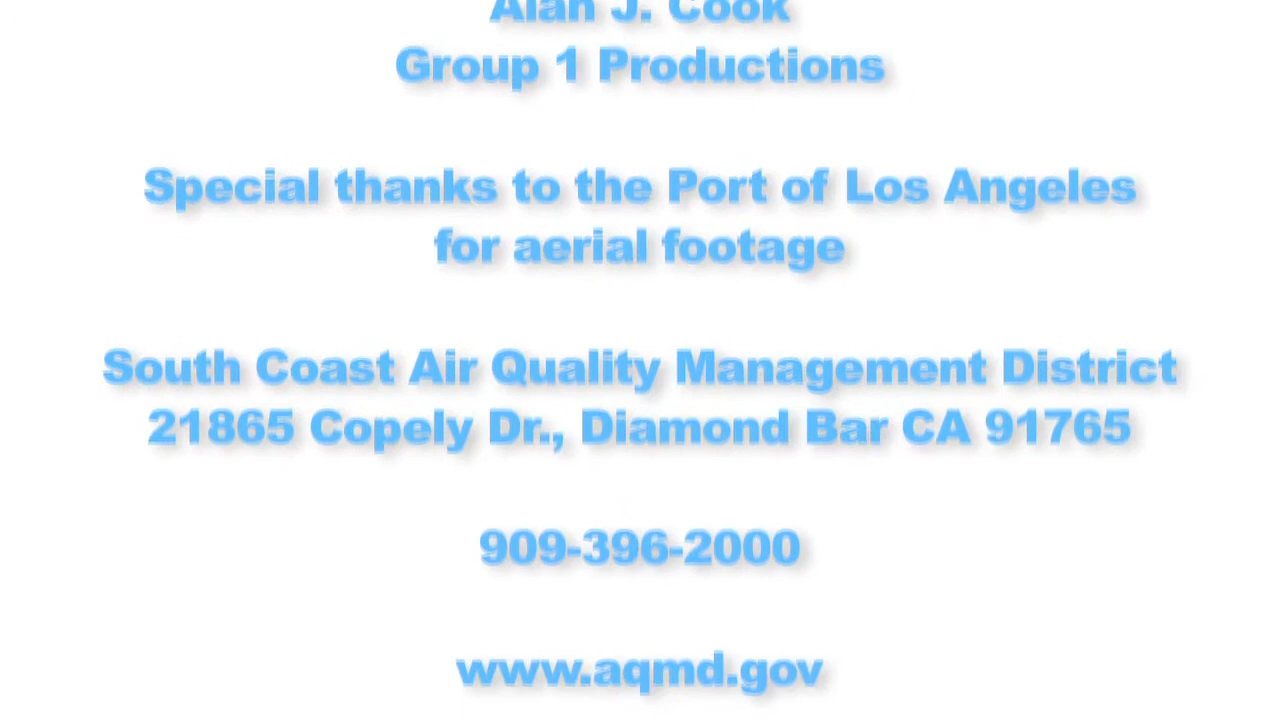 Alan J. Cook
Group 1 Productions
Special thanks to the Port of Los Angeles
for aerial footage
South Coast Air Quality Management District
21865 Copely Dr., Diamond Bar CA 91765
909-396-2000
www.aqmd.gov